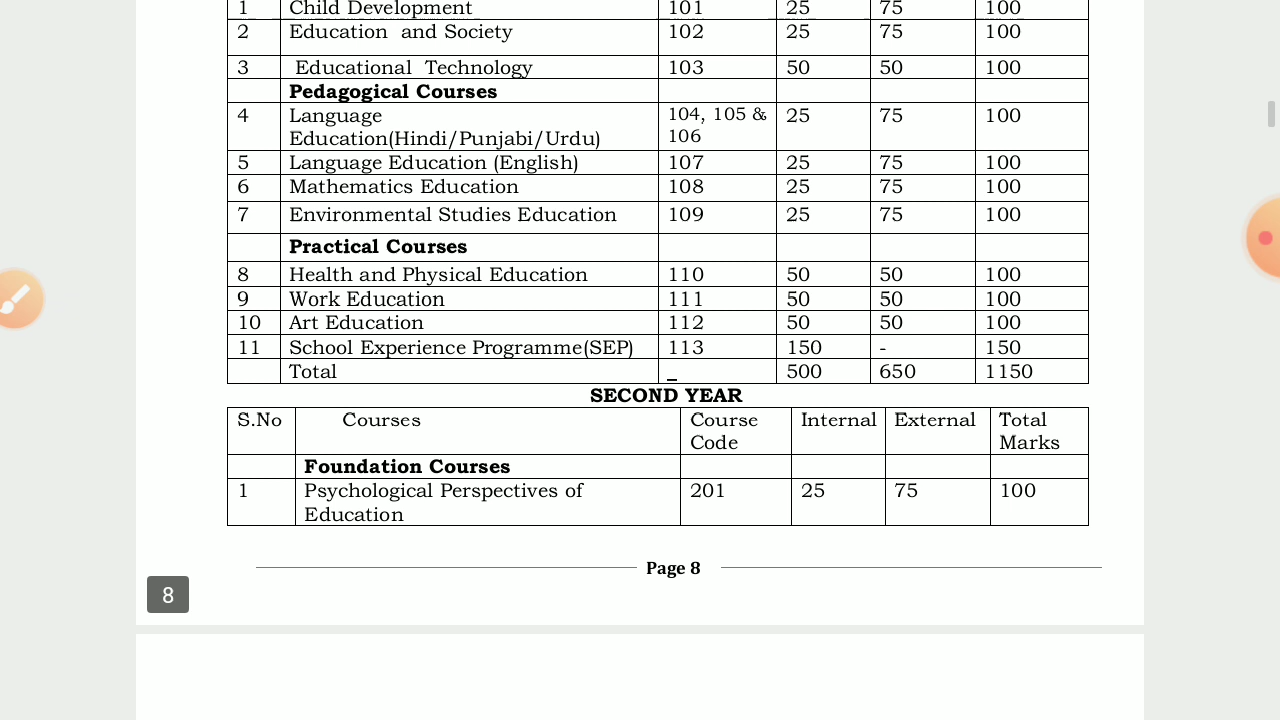 1 Child Development 101 25 75 100
2 Education and Society 102 25 75 100
3 Educational Technology 103 50 50 100
Pedagogical Courses
4 Language Education(Hindi/Punjabi/Urdu) 104, 105 & 106 25 75 100
5 Language Education (English) 107 25 75 100
6 Mathematics Education 108 25 75 100
7 Environmental Studies Education 109 25 75 100
Practical Courses
8 Health and Physical Education 110 50 50 100
9 Work Education 111 50 50 100
10 Art Education 112 50 50 100
11 School Experience Programme(SEP) 113 150 - 150
Total _ 500 650 1150
SECOND YEAR
S.No Courses Course Code Internal External Total Marks
Foundation Courses
1 Psychological Perspectives of Education 201 25 75 100
Page 8
8